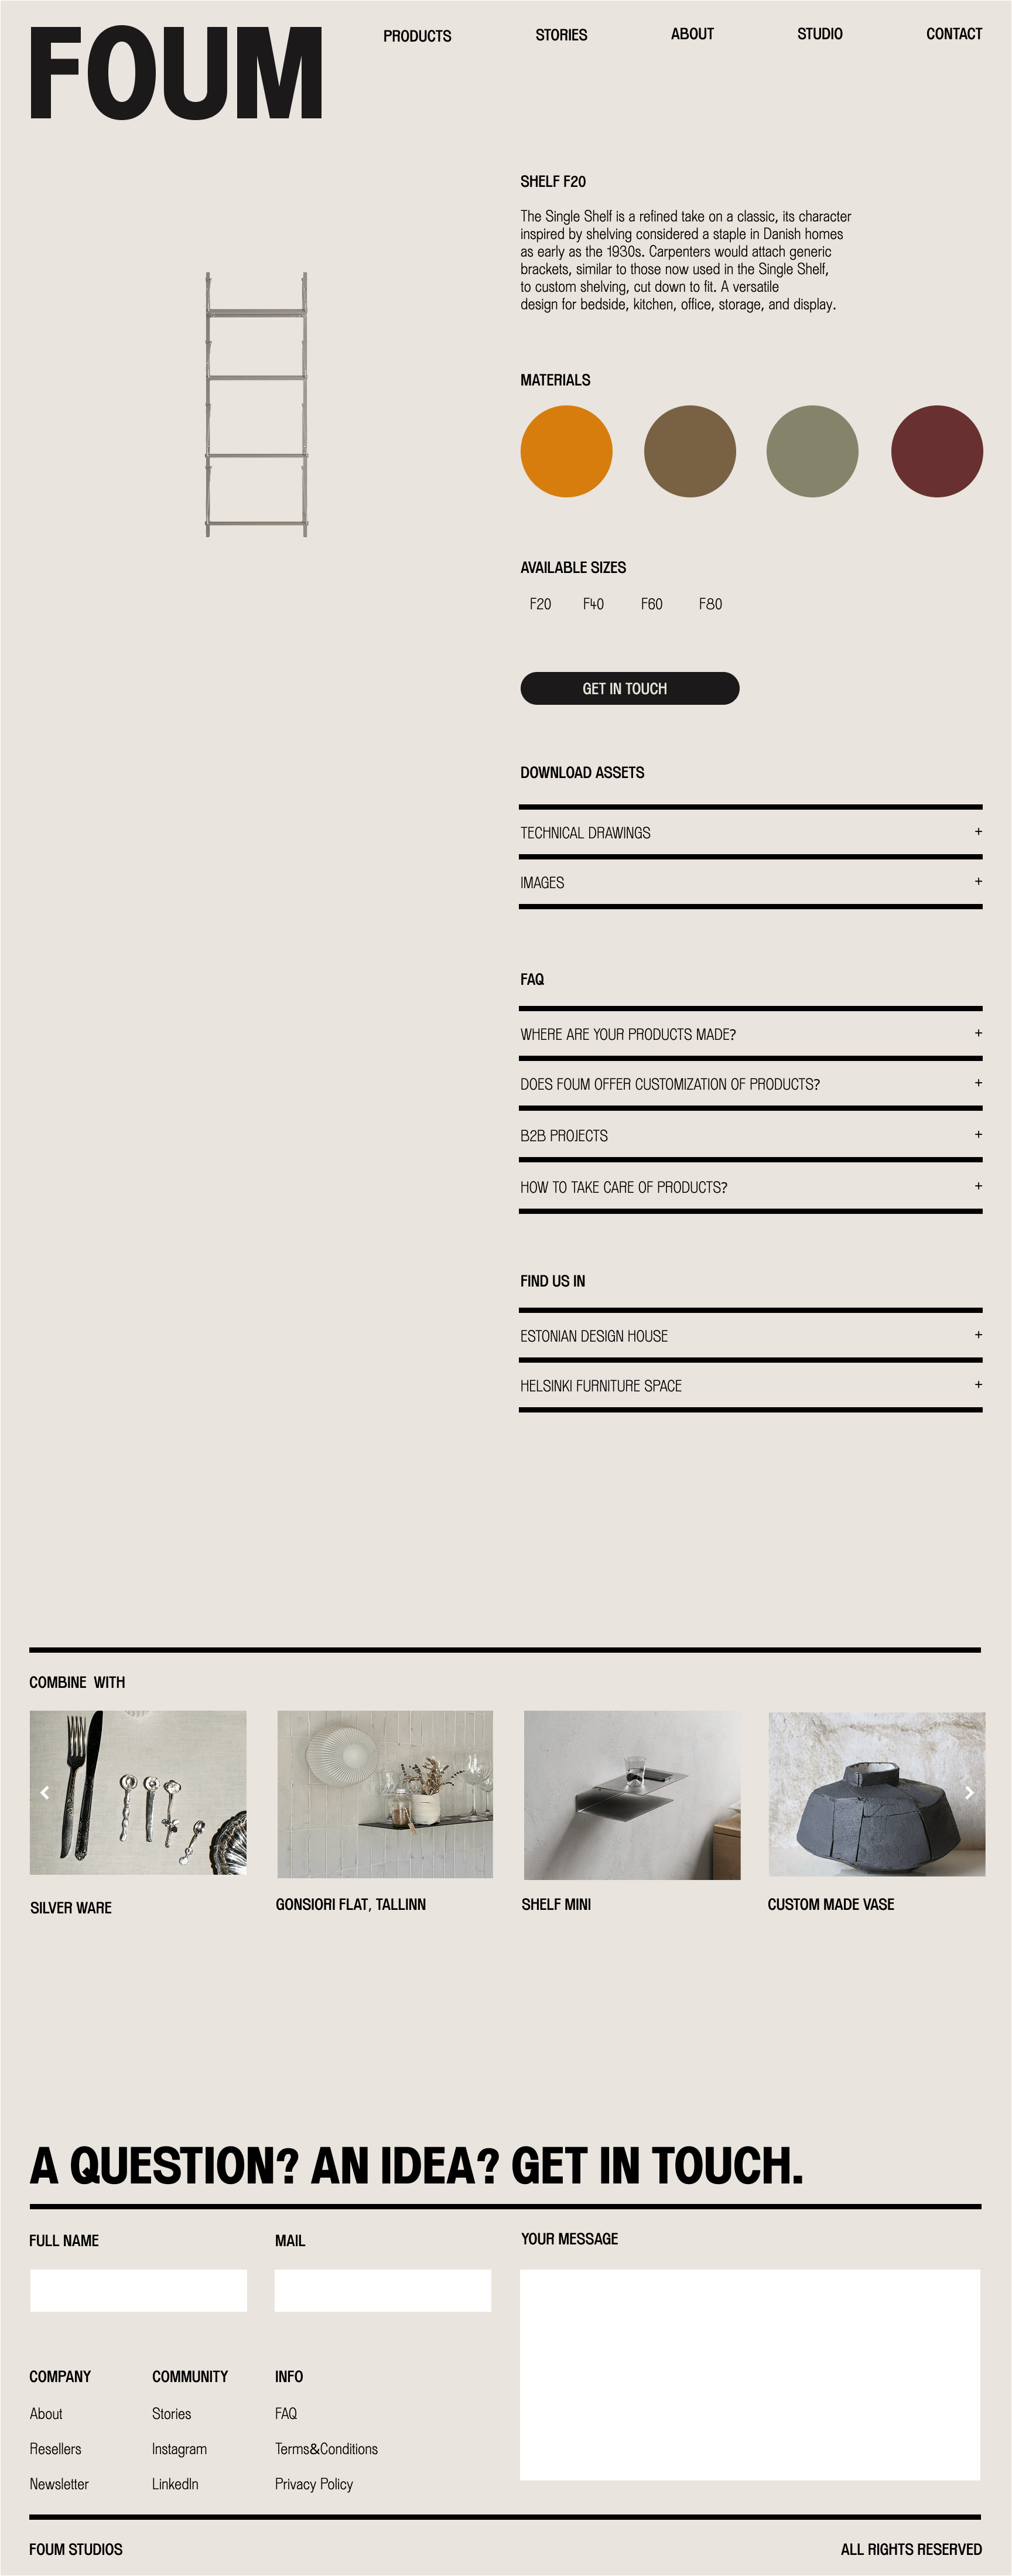 FOUM
PRODUCTS
STORIES
ABOUT
STUDIO
CONTACT
SHELF F20
The Single Shelf is a refined take on a classic, its character
inspired by shelving considered a staple in Danish homes
as early as the 1930s. Carpenters would attach generic
brackets, similar to those now used in the Single Shelf,
to custom shelving, cut down to fit. A versatile
design for bedside, kitchen, office, storage, and display.
MATERIALS
AVAILABLE SIZES
F20 F40 F60 F80
GET IN TOUCH
DOWNLOAD ASSETS
TECHNICAL DRAWINGS +
IMAGES +
FAQ
WHERE ARE YOUR PRODUCTS MADE? +
DOES FOUM OFFER CUSTOMIZATION OF PRODUCTS? +
B2B PROJECTS +
HOW TO TAKE CARE OF PRODUCTS? +
FIND US IN
ESTONIAN DESIGN HOUSE +
HELSINKI FURNITURE SPACE +
COMBINE WITH
SILVER WARE
GONSIORI FLAT, TALLINN
SHELF MINI
CUSTOM MADE VASE
A QUESTION? AN IDEA? GET IN TOUCH.
FULL NAME
MAIL
YOUR MESSAGE
COMPANY
About
Resellers
Newsletter
COMMUNITY
Stories
Instagram
LinkedIn
INFO
FAQ
Terms&Conditions
Privacy Policy
FOUM STUDIOS
ALL RIGHTS RESERVED